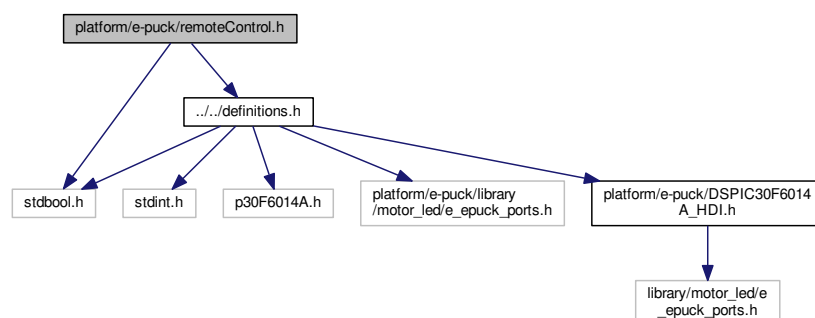 platform/e-puck/remoteControl.h
../../definitions.h
stdbool.h
stdint.h
p30F6014A.h
platform/e-puck/library
/motor_led/e_epuck_ports.h
platform/e-puck/DSPIC30F6014
A_HDI.h
library/motor_led/e
_epuck_ports.h